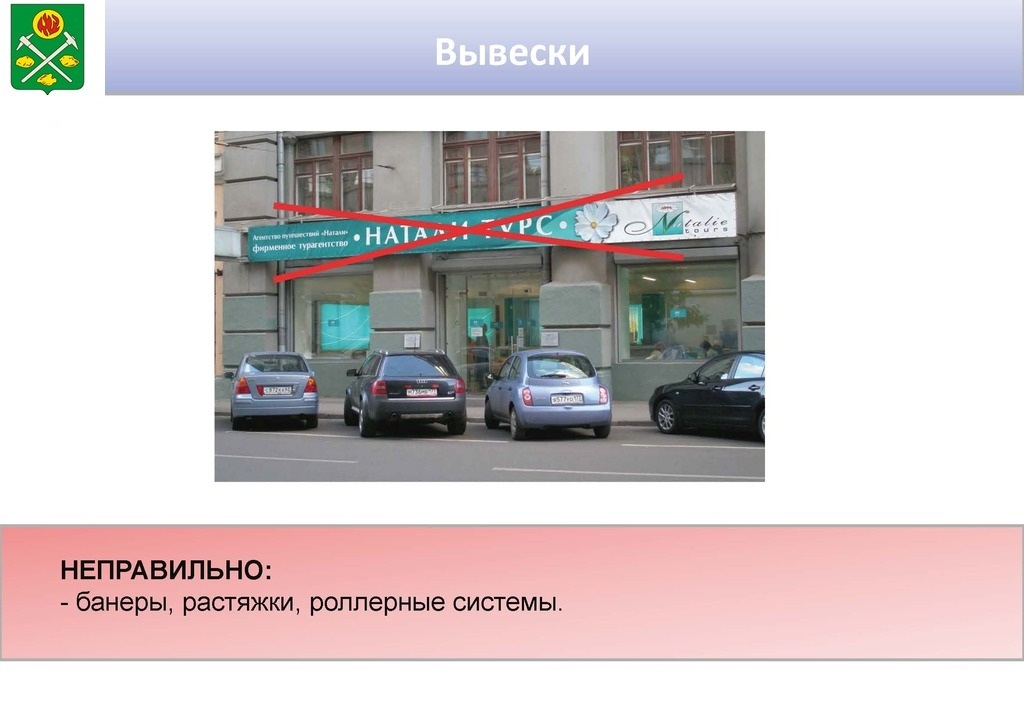 Вывески
Агентство путешествий «Натали»
фирменное турагентство
• НАТАЛИ ТУРС •
Natalie
tours
НЕПРАВИЛЬНО:
- банеры, растяжки, роллерные системы.